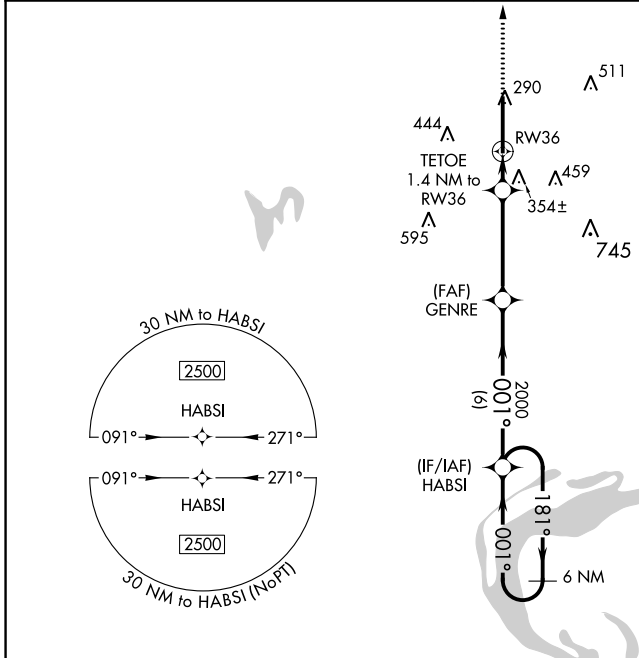 511
290
444
RW36
TETOE
1.4 NM to
RW36
459
354±
595
745
(FAF)
GENRE
30 NM to HABSI
2500
HABSI
091°
271°
091°
271°
HABSI
2500
30 NM to HABSI (NoPT)
2000
001°
(6)
(IF/IAF)
HABSI
181°
001°
6 NM